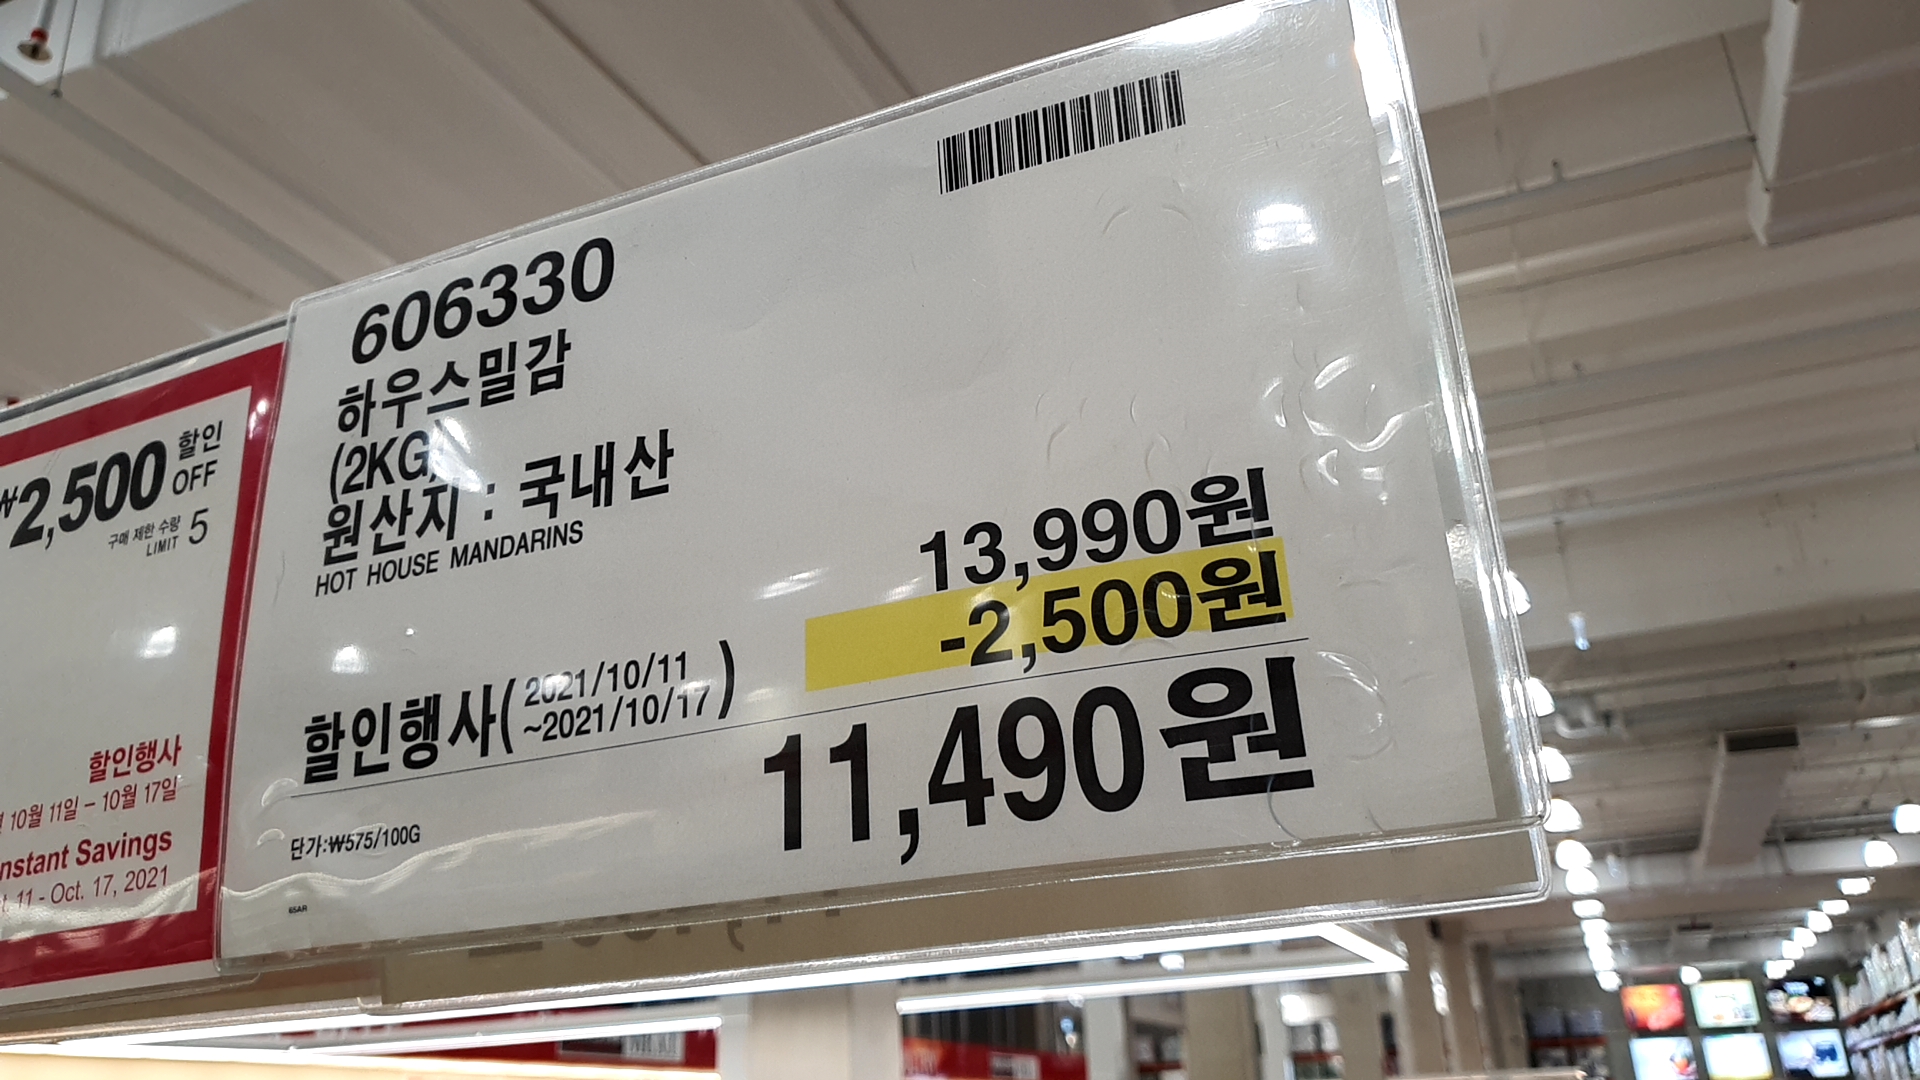 ₩2,500 할인
OFF
구매 제한 수량
LIMIT 5
할인행사
10월 11일 - 10월 17일
nstant Savings
t. 11 - Oct. 17, 2021
606330
하우스밀감
(2KG)
원산지 : 국내산
HOT HOUSE MANDARINS
13,990원
-2,500원
할인행사(2021/10/11
~2021/10/17)
11,490원
단가:₩575/100G
65AR